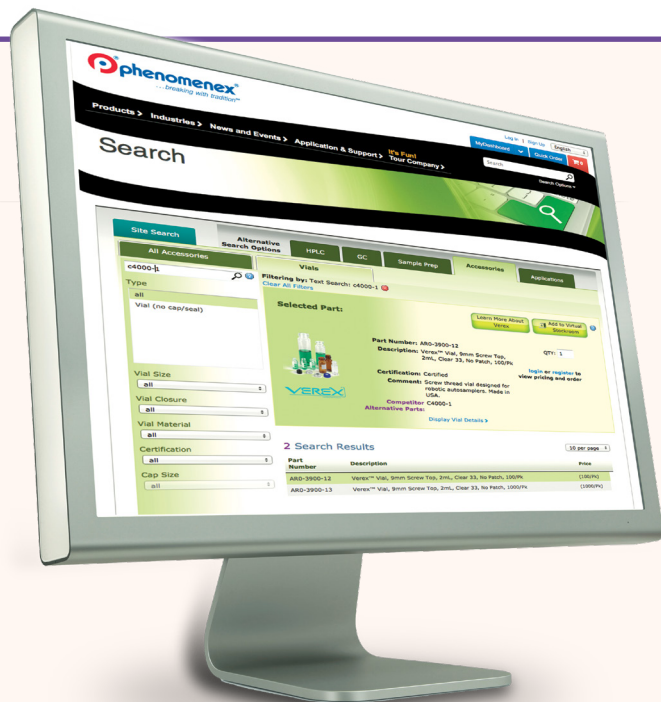 phenomenex®
...breaking with tradition™
Log in | Sign Up English
Products > Industries > News and Events > Application & Support > It's Fun! Tour Company >
MyDashboard Quick Order 0
Search
Search Options
Search
Site Search
Alternative Search Options
HPLC
GC
Sample Prep
Accessories
Applications
All Accessories
Vials
c4000-1
Filtering by: Text Search: c4000-1
Clear All Filters
Type
all
Vial (no cap/seal)
Selected Part:
Learn More About Verex
Add to Virtual Stockroom
Part Number: AR0-3900-12
Description: Verex™ Vial, 9mm Screw Top,
2mL, Clear 33, No Patch, 100/Pk
QTY: 1
Certification: Certified
login or register to
view pricing and order
Comment: Screw thread vial designed for
robotic autosamplers. Made in
USA.
VEREX
Competitor C4000-1
Alternative Parts:
Display Vial Details >
Vial Size
all
Vial Closure
all
Vial Material
all
Certification
all
Cap Size
all
2 Search Results
10 per page
Part Number
Description
Price
AR0-3900-12 Verex™ Vial, 9mm Screw Top, 2mL, Clear 33, No Patch, 100/Pk (100/Pk)
AR0-3900-13 Verex™ Vial, 9mm Screw Top, 2mL, Clear 33, No Patch, 1000/Pk (1000/Pk)